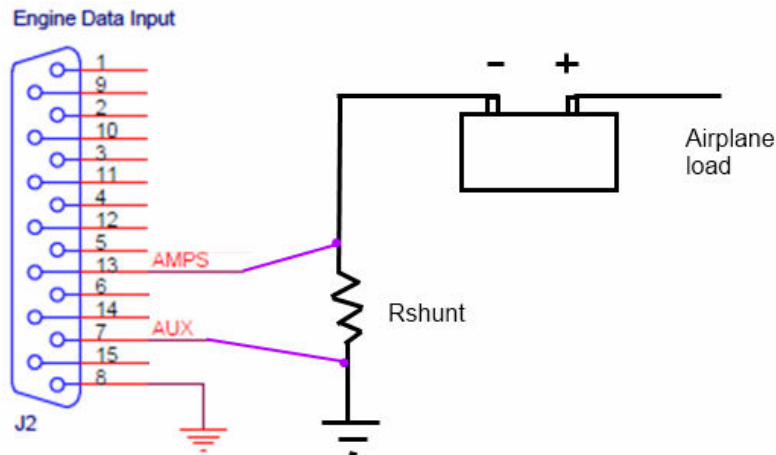 Engine Data Input
1
9
2
10
3
11
4
12
5
13
6
14
7
15
8
AMPS
AUX
J2
- +
Airplane
load
Rshunt